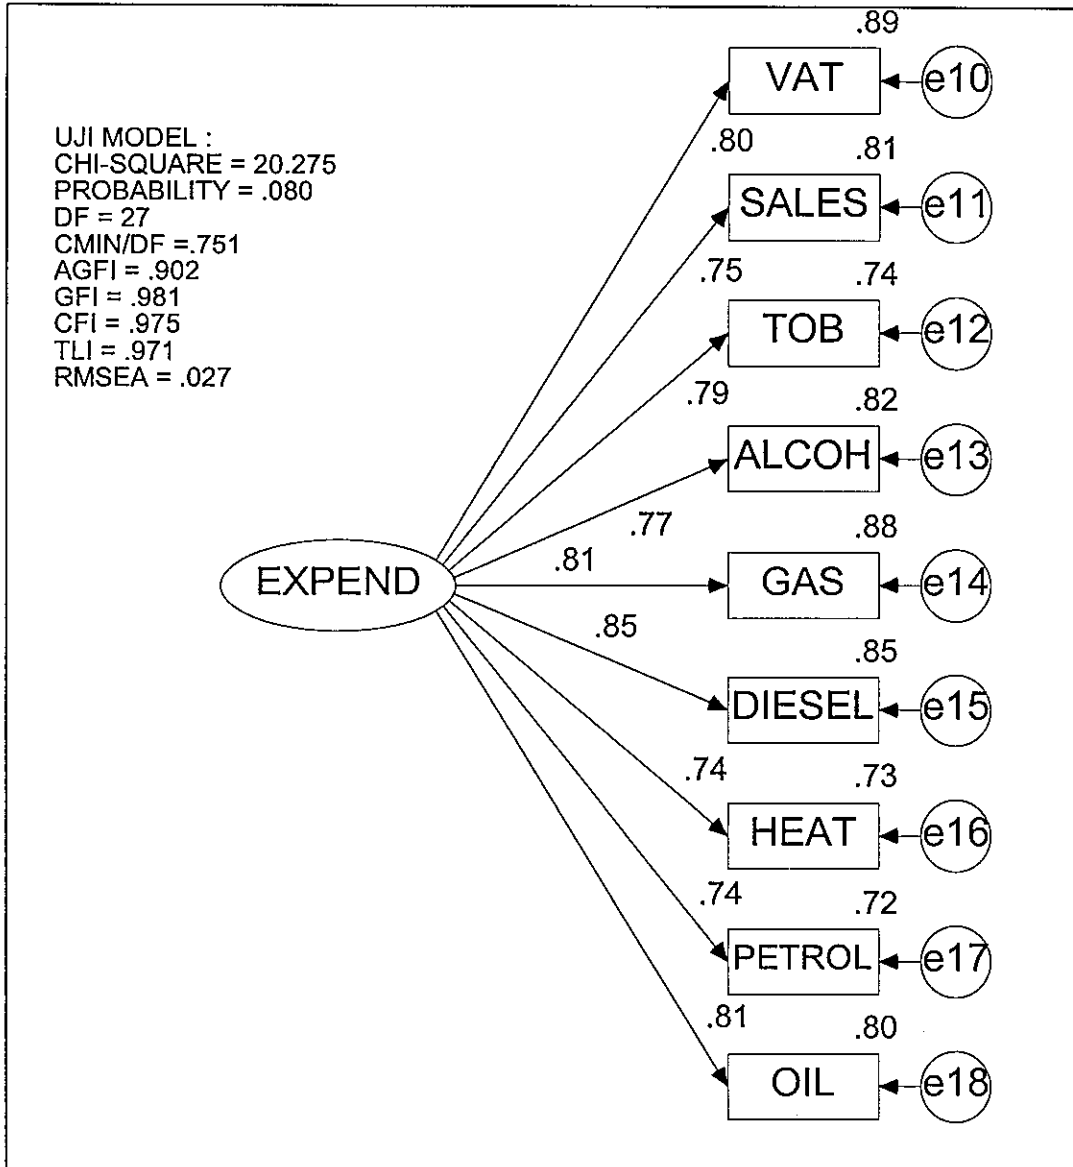 .89
VAT
e10
UJI MODEL :
CHI-SQUARE = 20.275
PROBABILITY = .080
DF = 27
CMIN/DF =.751
AGFI = .902
GFI = .981
CFI = .975
TLI = .971
RMSEA = .027
.80
.81
SALES
e11
.75
.74
TOB
e12
.79
.82
ALCOH
e13
.77
.88
EXPEND
.81
GAS
e14
.85
.85
DIESEL
e15
.74
.73
HEAT
e16
.74
.72
PETROL
e17
.81
.80
OIL
e18